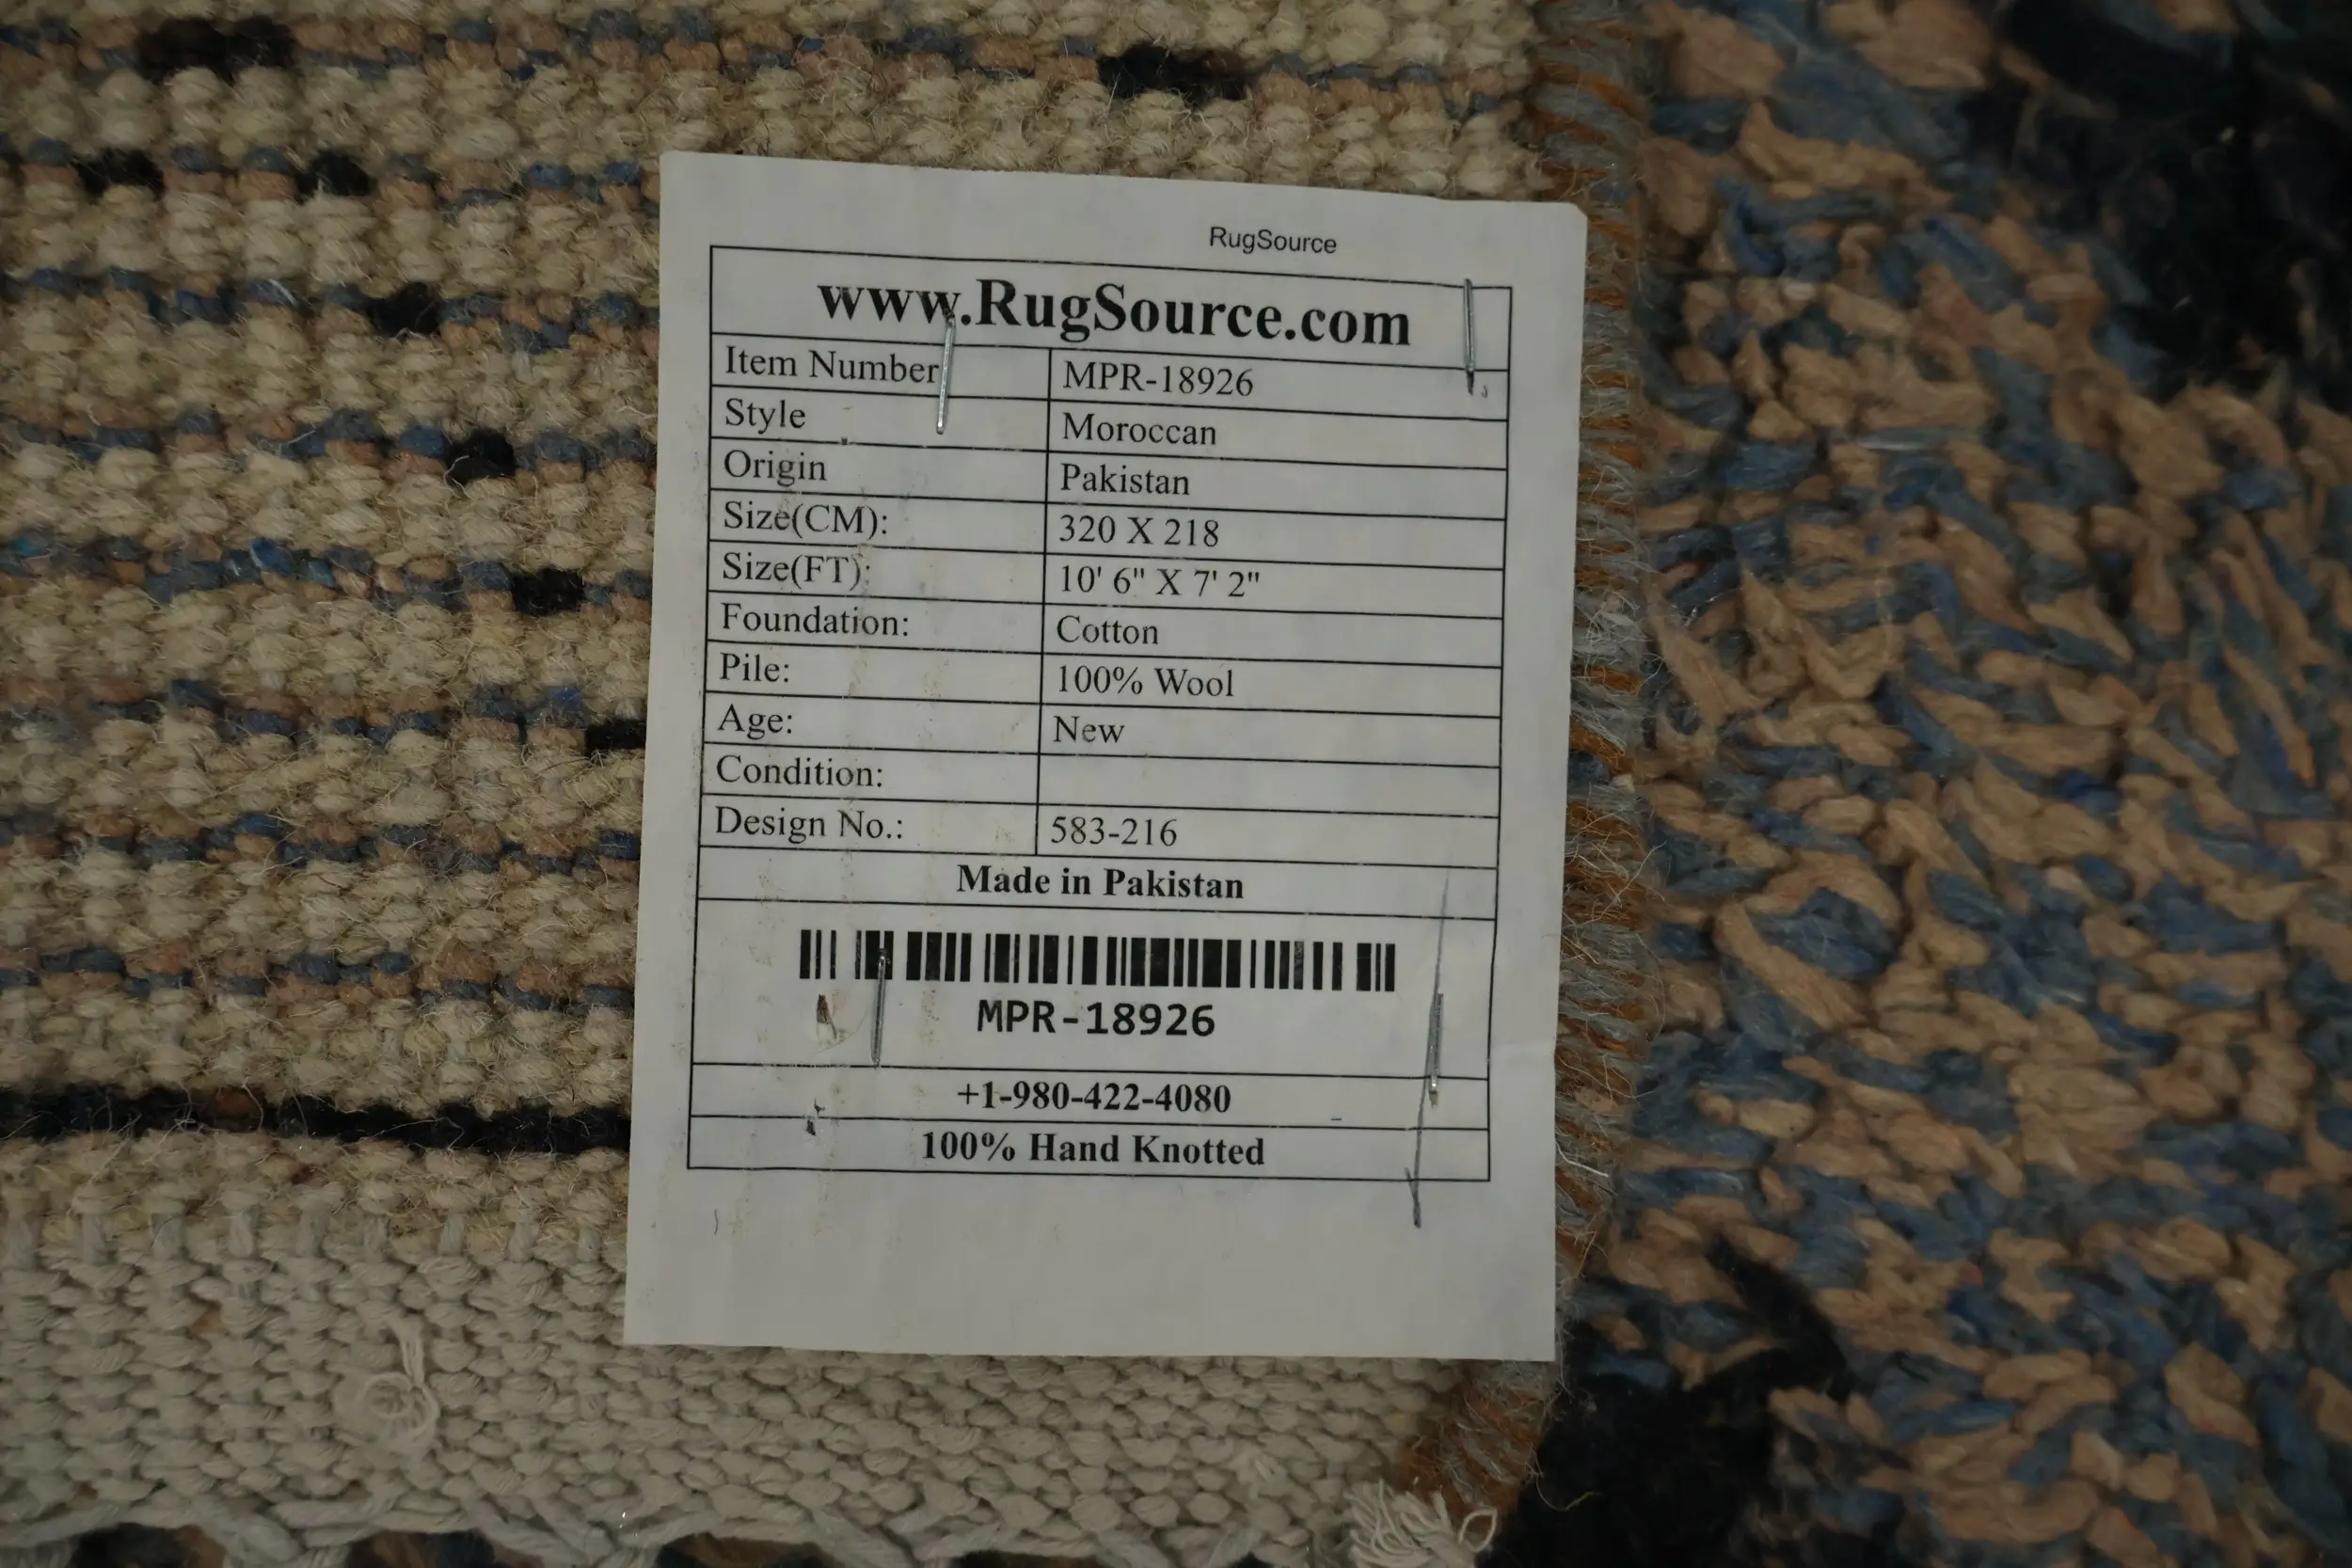 RugSource
www.RugSource.com
Item Number MPR-18926
Style Moroccan
Origin Pakistan
Size(CM): 320 X 218
Size(FT): 10' 6" X 7' 2"
Foundation: Cotton
Pile: 100% Wool
Age: New
Condition:
Design No.: 583-216
Made in Pakistan
MPR-18926
+1-980-422-4080
100% Hand Knotted